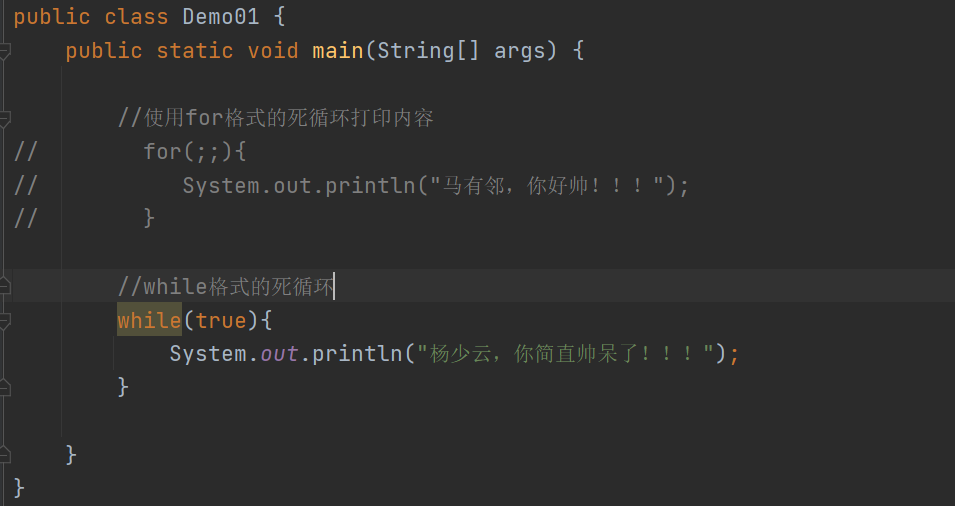 public class Demo01 {
public static void main(String[] args) {
//使用for格式的死循环打印内容
// for(;;){
// System.out.println("马有邻，你好帅！！！");
// }
//while格式的死循环
while(true){
System.out.println("杨少云，你简直帅呆了！！！");
}
}
}